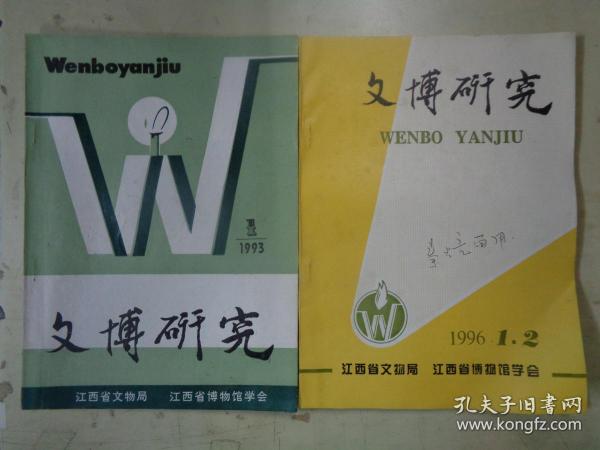 Wenboyanjiu
1
1993
文博研究
江西省文物局 江西省博物馆学会
文博研究
WENBO YANJIU
1996 1.2
江西省文物局 江西省博物馆学会
孔夫子旧书网
www.kongfz.com